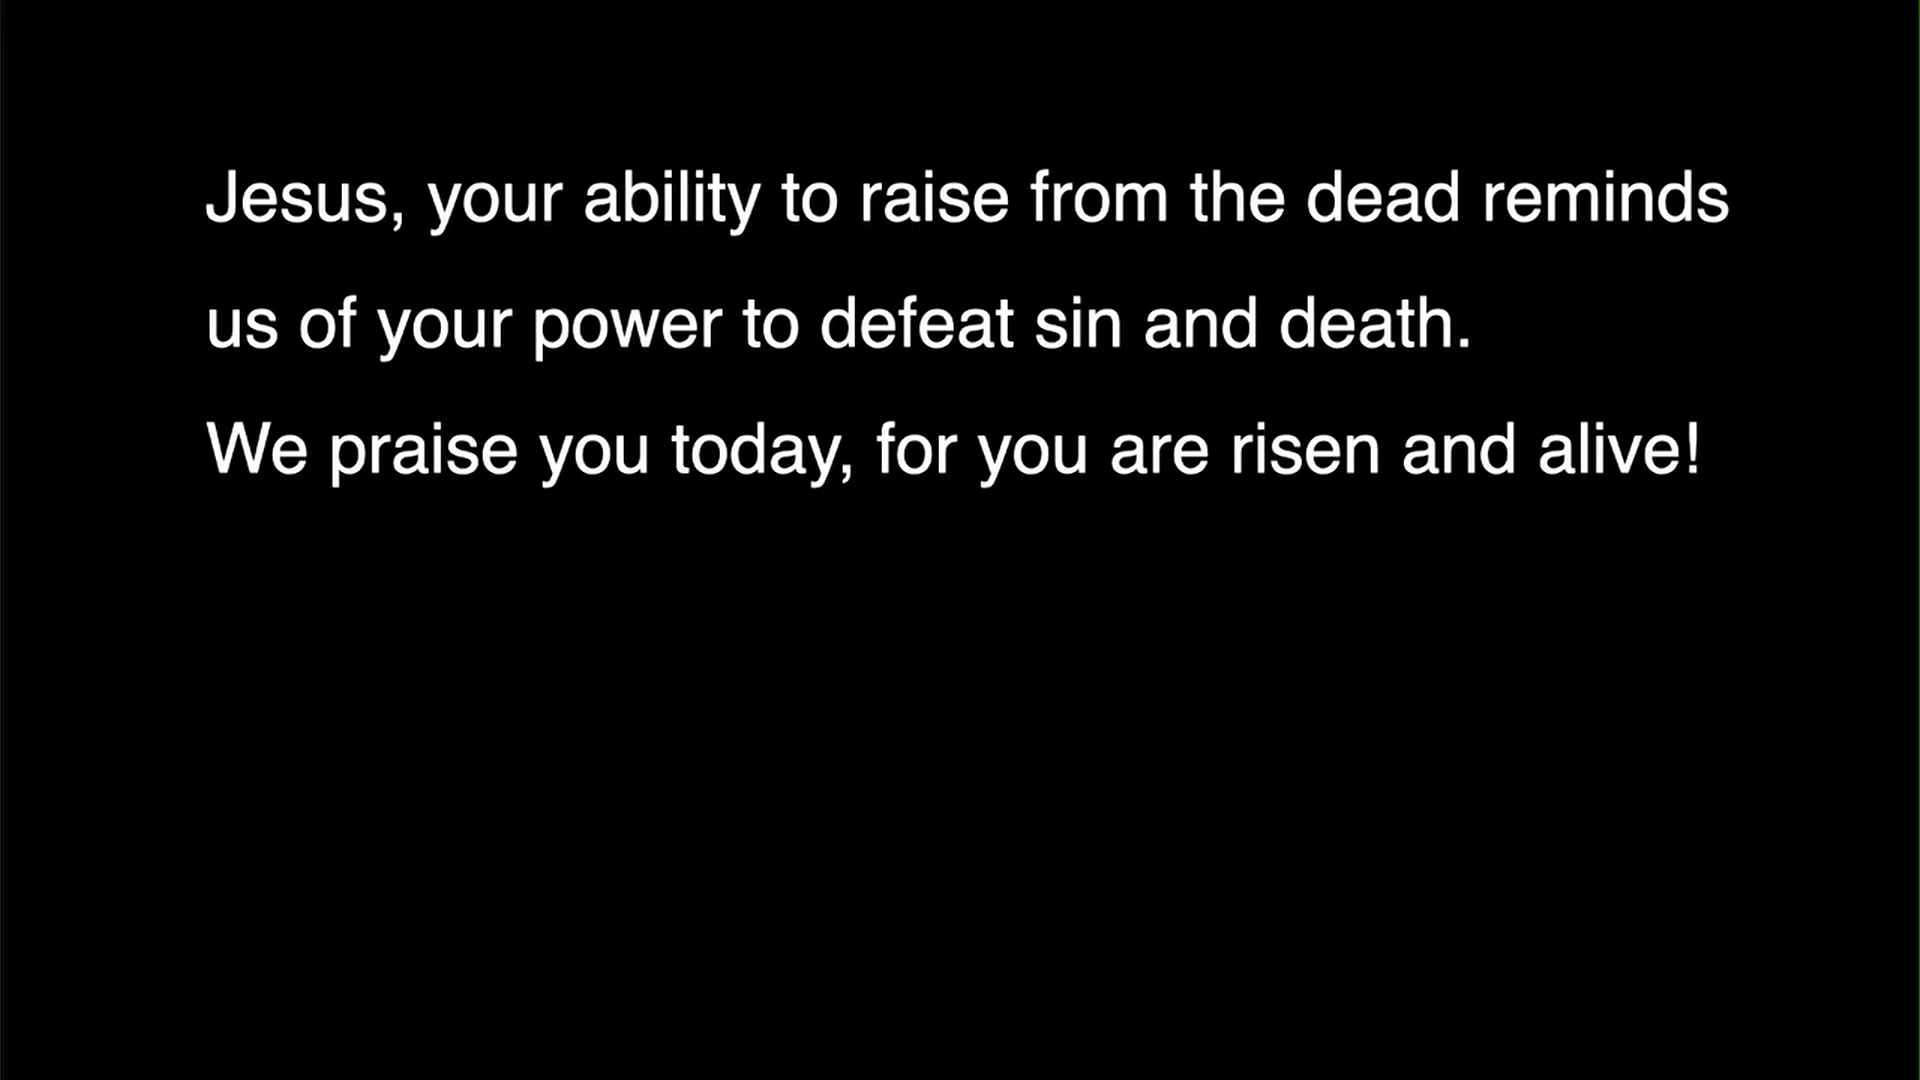 Jesus, your ability to raise from the dead reminds
us of your power to defeat sin and death.
We praise you today, for you are risen and alive!